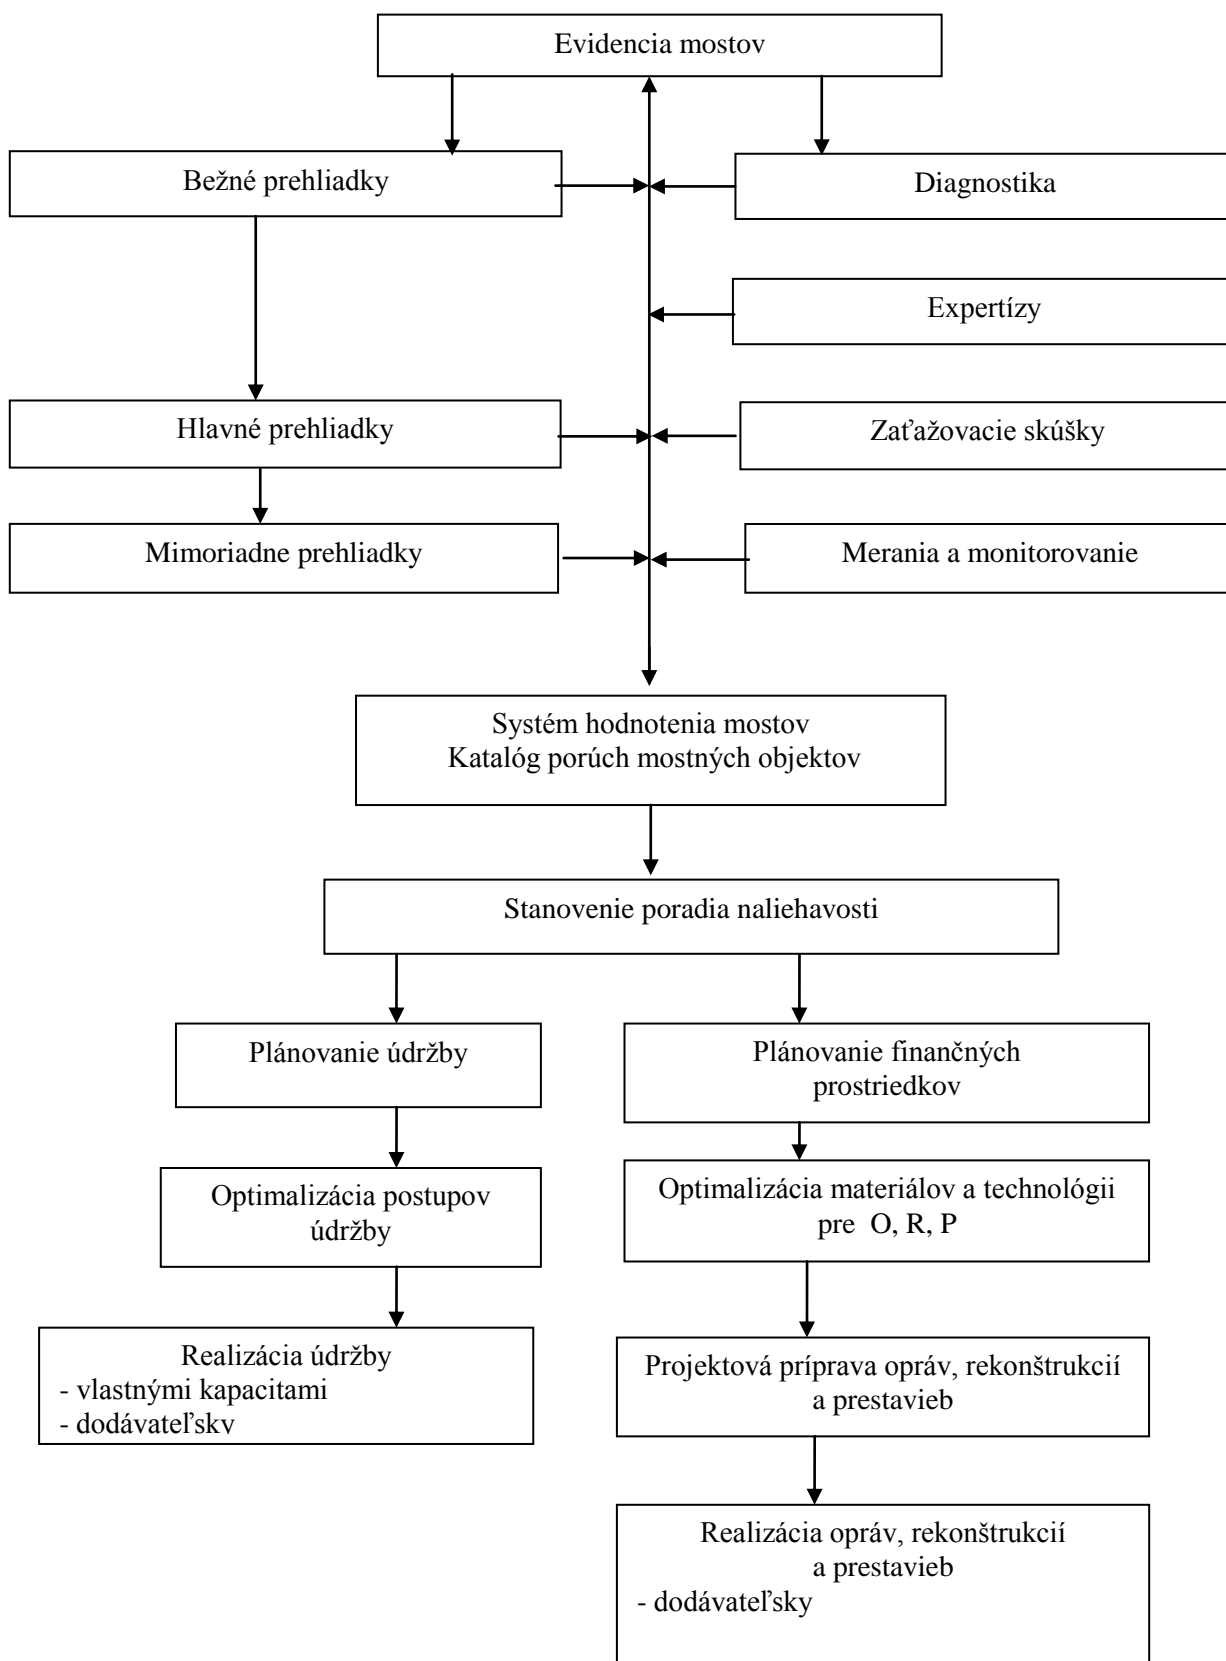 Evidencia mostov
Bežné prehliadky
Diagnostika
Expertízy
Hlavné prehliadky
Zaťažovacie skúšky
Mimoriadne prehliadky
Merania a monitorovanie
Systém hodnotenia mostov
Katalóg porúch mostných objektov
Stanovenie poradia naliehavosti
Plánovanie údržby
Plánovanie finančných
prostriedkov
Optimalizácia postupov
údržby
Optimalizácia materiálov a technológii
pre O, R, P
Realizácia údržby
- vlastnými kapacitami
- dodávateľsky
Projektová príprava opráv, rekonštrukcií
a prestavieb
Realizácia opráv, rekonštrukcií
a prestavieb
- dodávateľsky